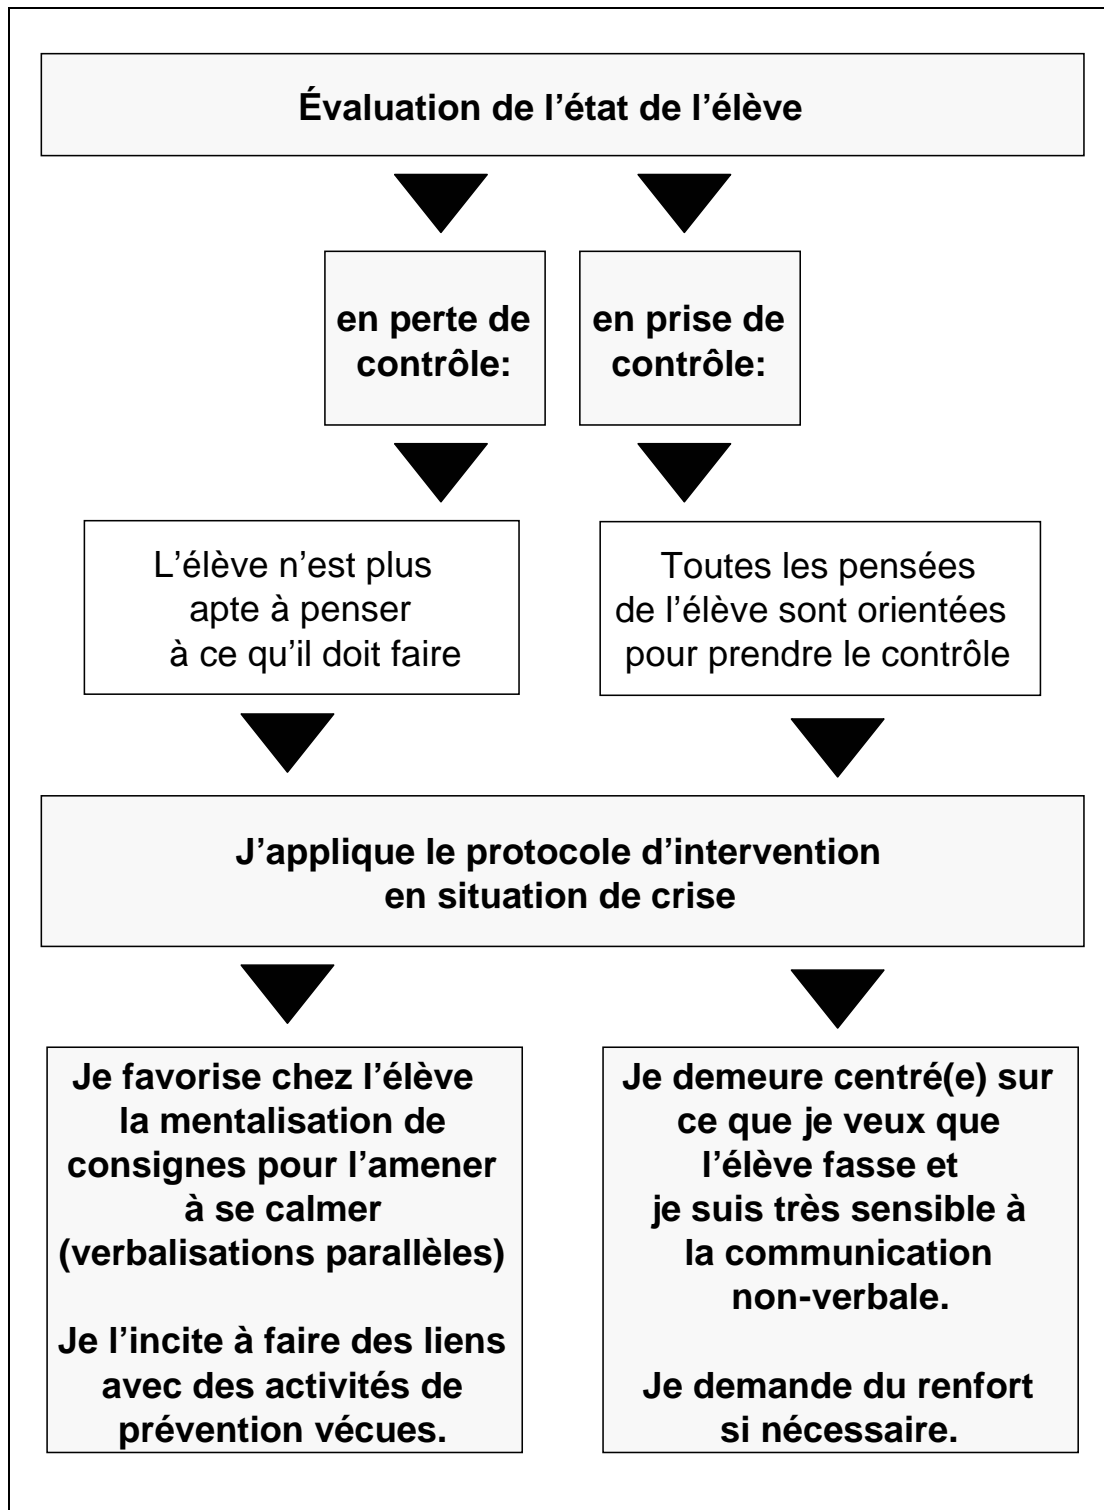 Évaluation de l’état de l’élève
en perte de
contrôle:
en prise de
contrôle:
L’élève n’est plus
apte à penser
à ce qu’il doit faire
Toutes les pensées
de l’élève sont orientées
pour prendre le contrôle
J’applique le protocole d’intervention
en situation de crise
Je favorise chez l’élève
la mentalisation de
consignes pour l’amener
à se calmer
(verbalisations parallèles)
Je l’incite à faire des liens
avec des activités de
prévention vécues.
Je demeure centré(e) sur
ce que je veux que
l’élève fasse et
je suis très sensible à
la communication
non-verbale.
Je demande du renfort
si nécessaire.